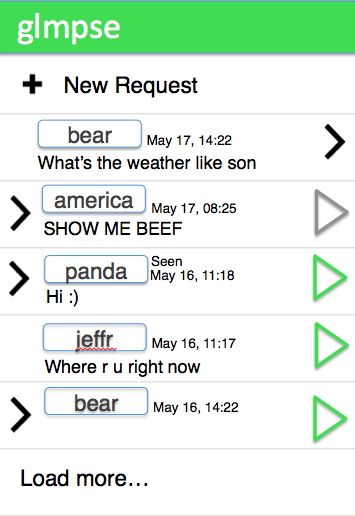 glmpse
New Request
bear May 17, 14:22
What's the weather like son
america May 17, 08:25
SHOW ME BEEF
Seen
panda May 16, 11:18
Hi :)
jeffr May 16, 11:17
Where r u right now
bear May 16, 14:22
Load more…